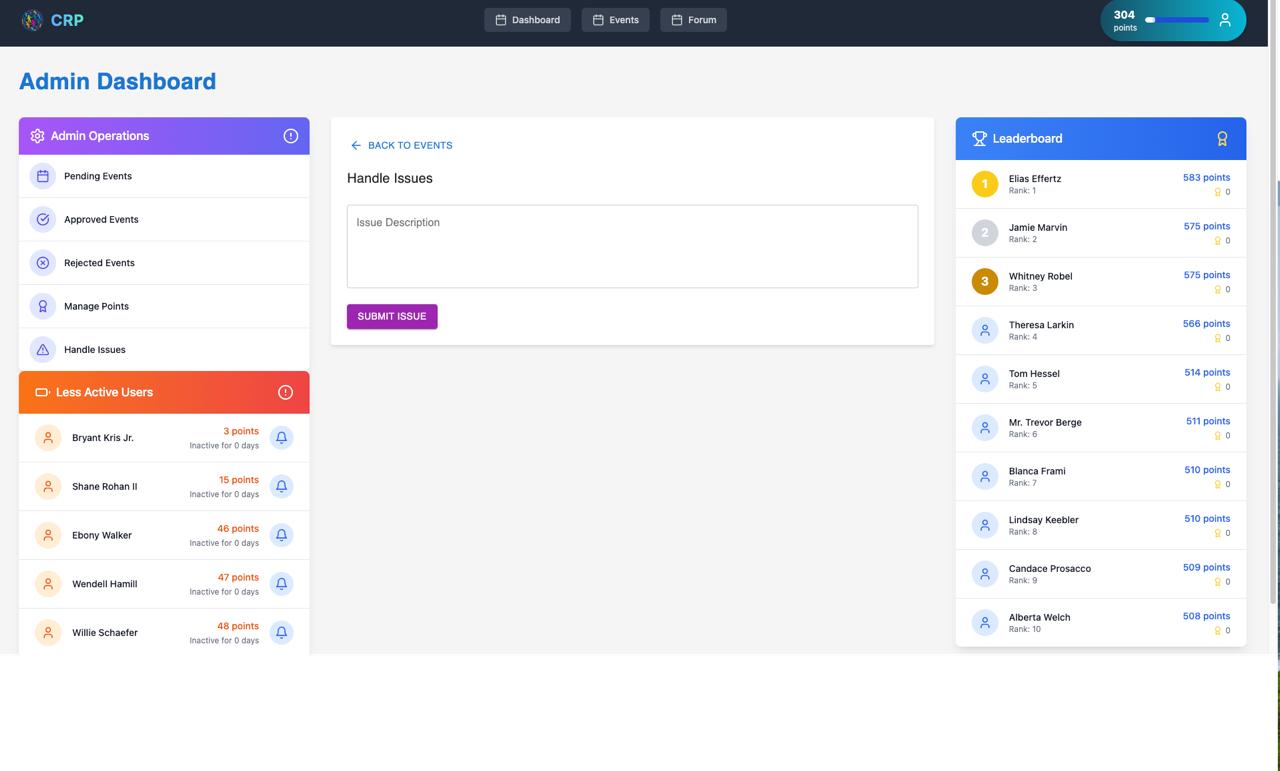 CRP
Dashboard
Events
Forum
304
points
Admin Dashboard
Admin Operations
Pending Events
Approved Events
Rejected Events
Manage Points
Handle Issues
Less Active Users
Bryant Kris Jr.
3 points
Inactive for 0 days
Shane Rohan II
15 points
Inactive for 0 days
Ebony Walker
46 points
Inactive for 0 days
Wendell Hamill
47 points
Inactive for 0 days
Willie Schaefer
48 points
Inactive for 0 days
BACK TO EVENTS
Handle Issues
Issue Description
SUBMIT ISSUE
Leaderboard
1
Elias Effertz
Rank: 1
583 points
0
2
Jamie Marvin
Rank: 2
575 points
0
3
Whitney Robel
Rank: 3
575 points
0
Theresa Larkin
Rank: 4
566 points
0
Tom Hessel
Rank: 5
514 points
0
Mr. Trevor Berge
Rank: 6
511 points
0
Blanca Frami
Rank: 7
510 points
0
Lindsay Keebler
Rank: 8
510 points
0
Candace Prosacco
Rank: 9
509 points
0
Alberta Welch
Rank: 10
508 points
0